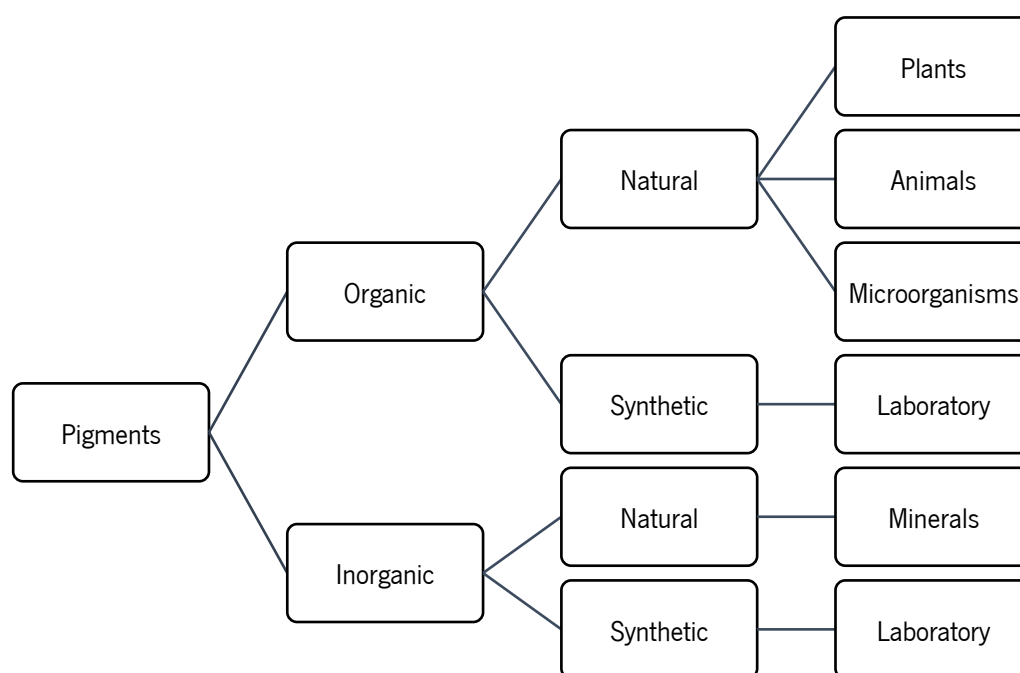 Plants
Natural
Animals
Organic
Microorganisms
Synthetic
Laboratory
Pigments
Natural
Minerals
Inorganic
Synthetic
Laboratory